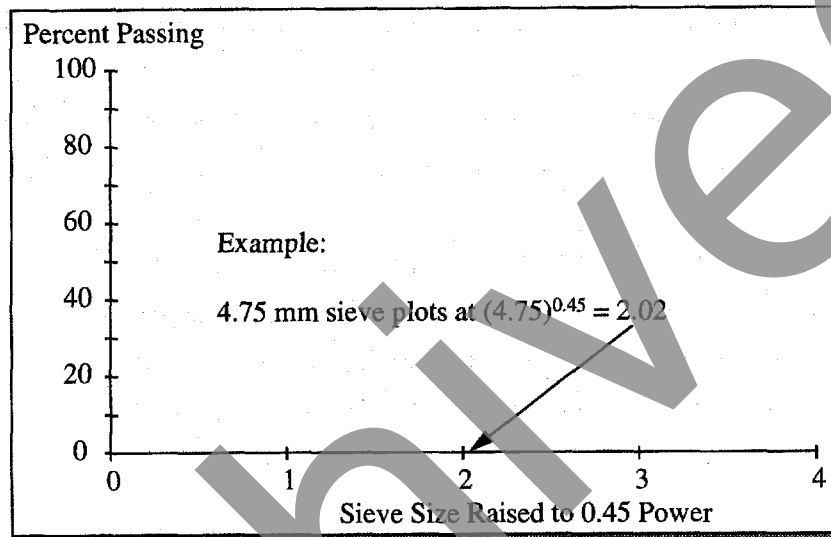 Percent Passing
100
80
60
40
20
0
Example:
4.75 mm sieve plots at (4.75)^0.45 = 2.02
0 1 2 3 4
Sieve Size Raised to 0.45 Power
hive